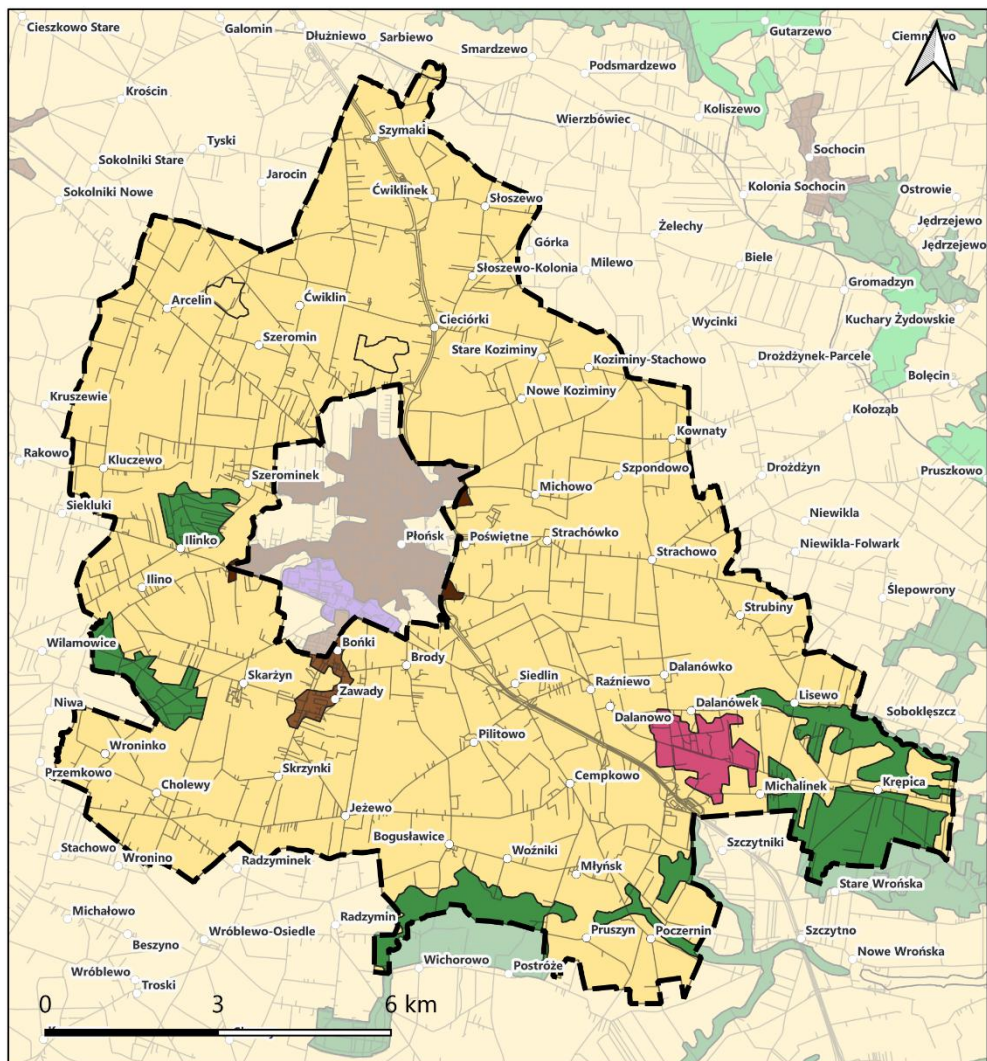 Cieszkowo Stare
Galomin
Dłużniewo
Sarbiewo
Smardzewo
Gutarzewo
Podsmardzewo
Krościn
Koliszewo
Wierzbówiec
Szymaki
Tyski
Sochocin
Sokolniki Stare
Jarocin
Sokolniki Nowe
Ćwiklinek
Słoszewo
Kolonia Sochocin
Ostrowie
Jędrzejewo
Żelechy
Górka
Jędrzejewo
Biele
Słoszewo-Kolonia
Milewo
Gromadzyn
Arcelin
Ćwiklin
Kuchary Żydowskie
Cieciórki
Wycinki
Szeromin
Stare Koziminy
Koziminy-Stachowo
Drożdżynek-Parcele
Bolęcin
Nowe Koziminy
Kruszewie
Kołoząb
Kownaty
Rakowo
Kluczewo
Szerominek
Szpondowo
Drożdżyn
Pruszkowo
Michowo
Siekluki
Niewikla
Ilinko
Płońsk
Poświętne
Strachówko
Strachowo
Niewikla-Folwark
Ilino
Ślepowrony
Strubiny
Wilamowice
Bońki
Brody
Dalanówko
Skarżyn
Zawady
Siedlin
Raźniewo
Lisewo
Niwa
Dalanowo
Dalanówek
Soboklęszcz
Wroninko
Pilitowo
Przemkowo
Skrzynki
Cempkowo
Cholewy
Michalinek
Krępica
Jeżewo
Bogusławice
Stachowo
Wronino
Radzyminek
Woźniki
Szczytniki
Młyńsk
Stare Wrońska
Michałowo
Radzymin
Beszyno
Wróblewo-Osiedle
Pruszyn
Poczernin
Szczytno
Nowe Wrońska
Wróblewo
Wichorowo
Postróże
Troski
0 3 6 km